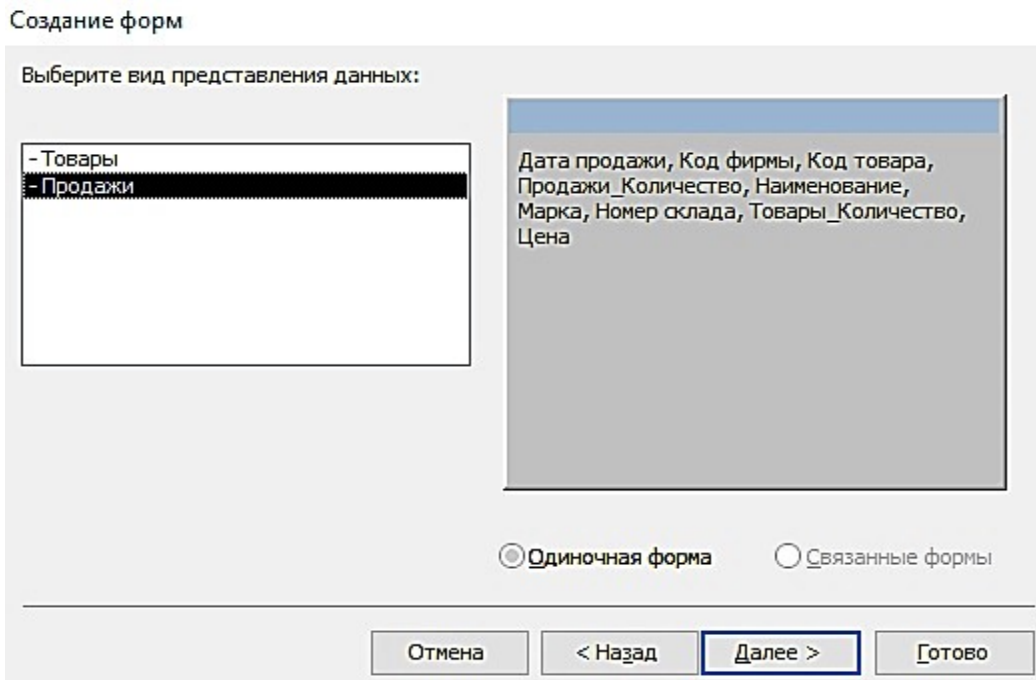 Создание форм
Выберите вид представления данных:
- Товары
- Продажи
Дата продажи, Код фирмы, Код товара,
Продажи_Количество, Наименование,
Марка, Номер склада, Товары_Количество,
Цена
Одиночная форма
Связанные формы
Отмена
< Назад
Далее >
Готово